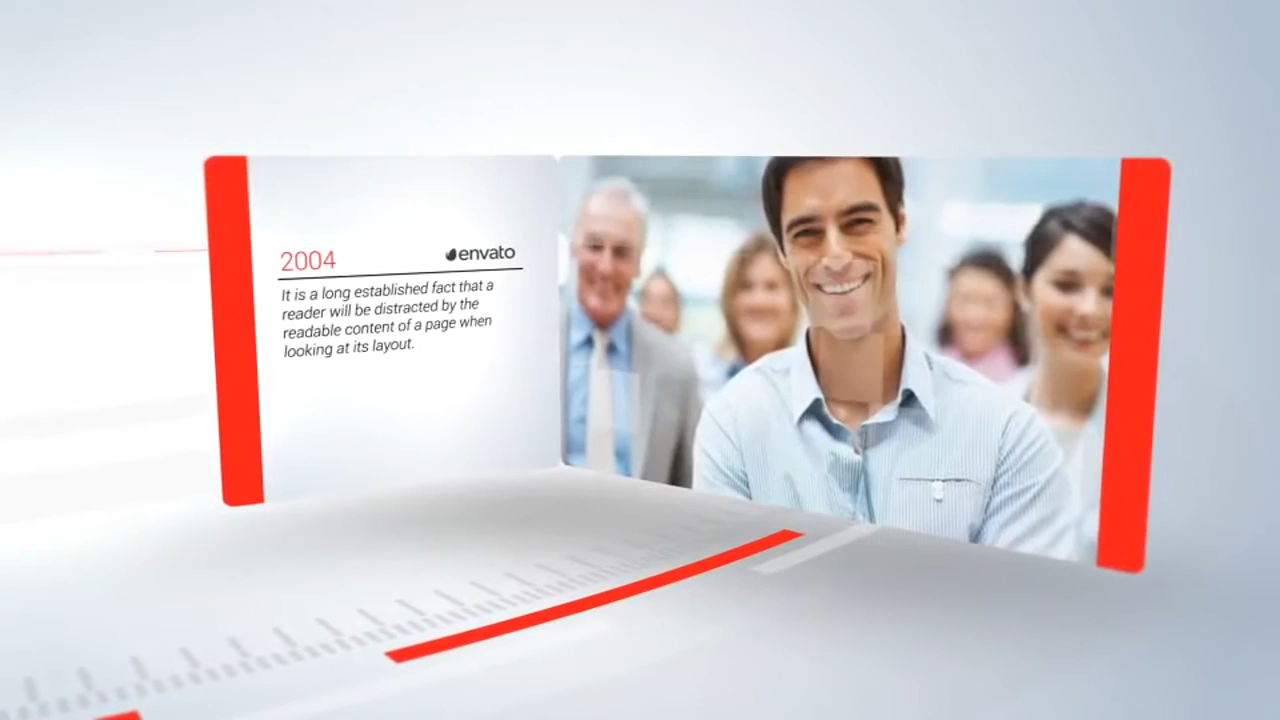 2004
envato
It is a long established fact that a
reader will be distracted by the
readable content of a page when
looking at its layout.